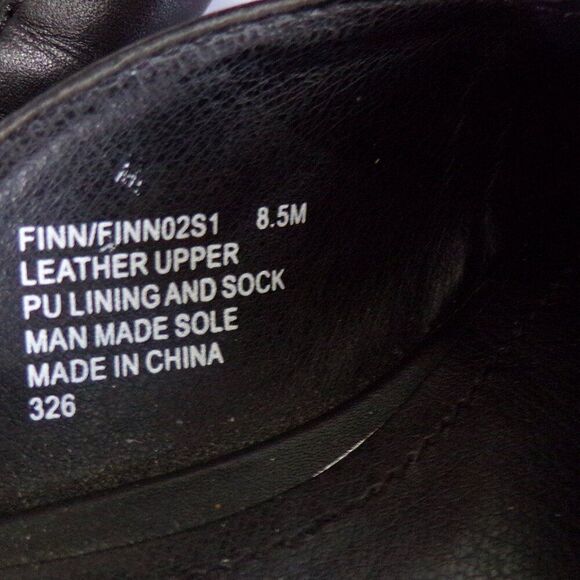 FINN/FINN02S1 8.5M
LEATHER UPPER
PU LINING AND SOCK
MAN MADE SOLE
MADE IN CHINA
326